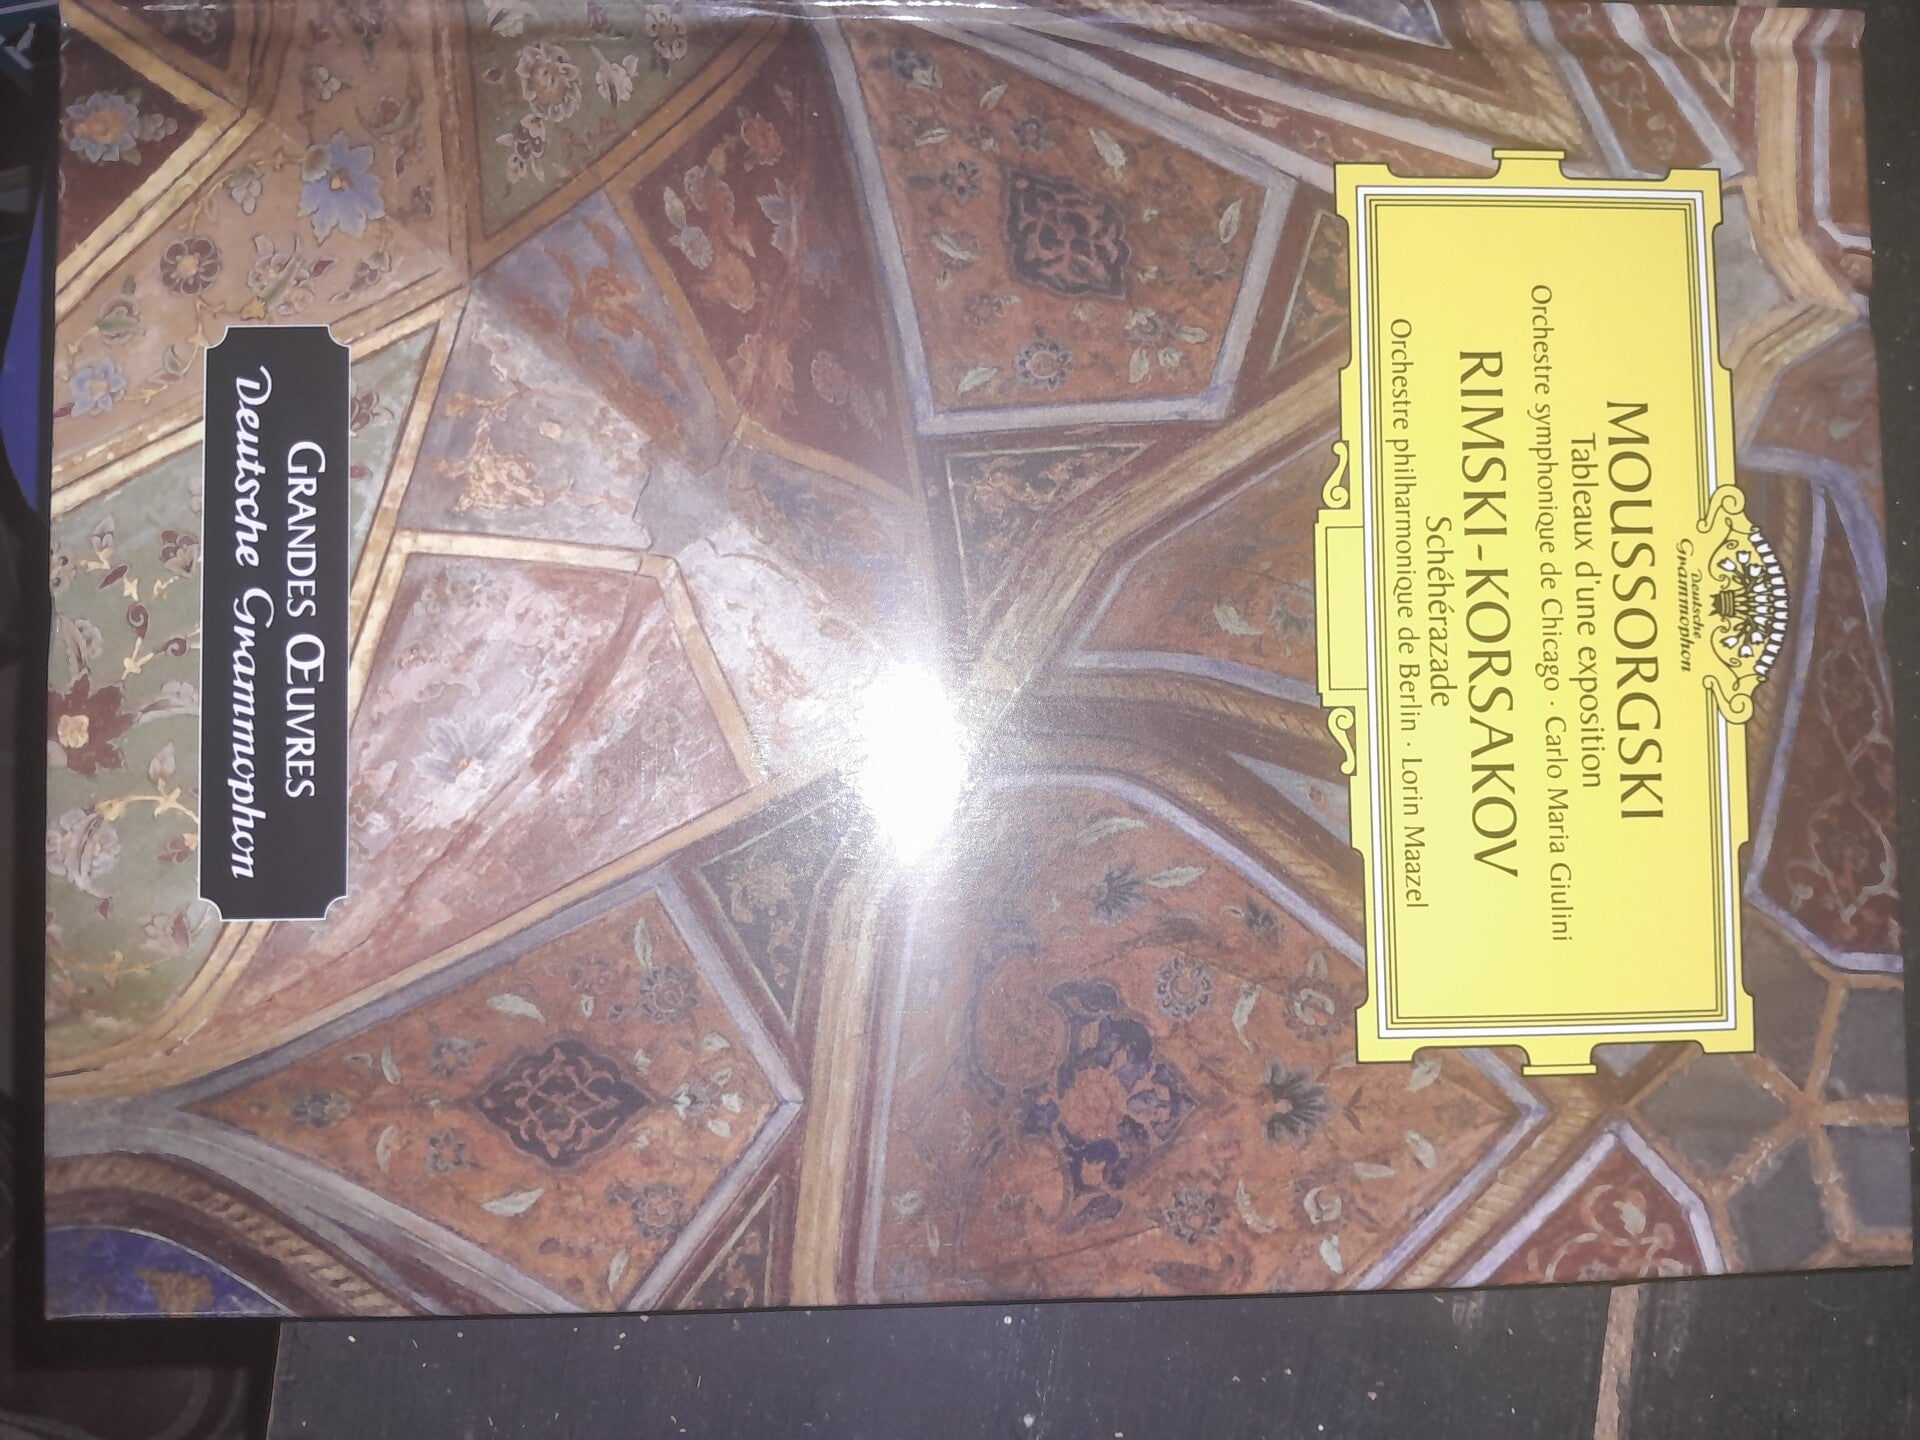 Deutsche
Grammophon
MOUSSORGSKI
Tableaux d'une exposition
Orchestre symphonique de Chicago · Carlo Maria Giulini
RIMSKI-KORSAKOV
Schéhérazade
Orchestre philharmonique de Berlin · Lorin Maazel
GRANDES ŒUVRES
Deutsche Grammophon